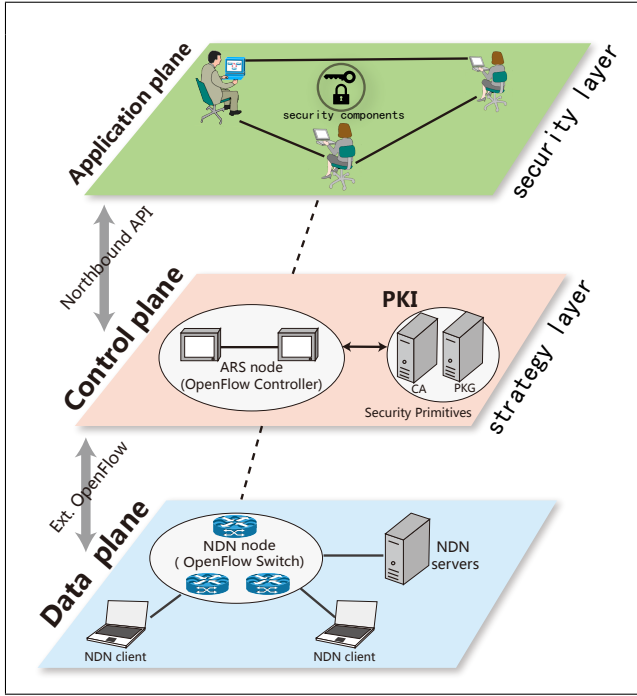 Application plane
security components
security layer
Northbound API
Control plane
PKI
ARS node
(OpenFlow Controller)
CA
PKG
Security Primitives
strategy layer
Ext. OpenFlow
Data plane
NDN node
( OpenFlow Switch)
NDN
servers
NDN client
NDN client